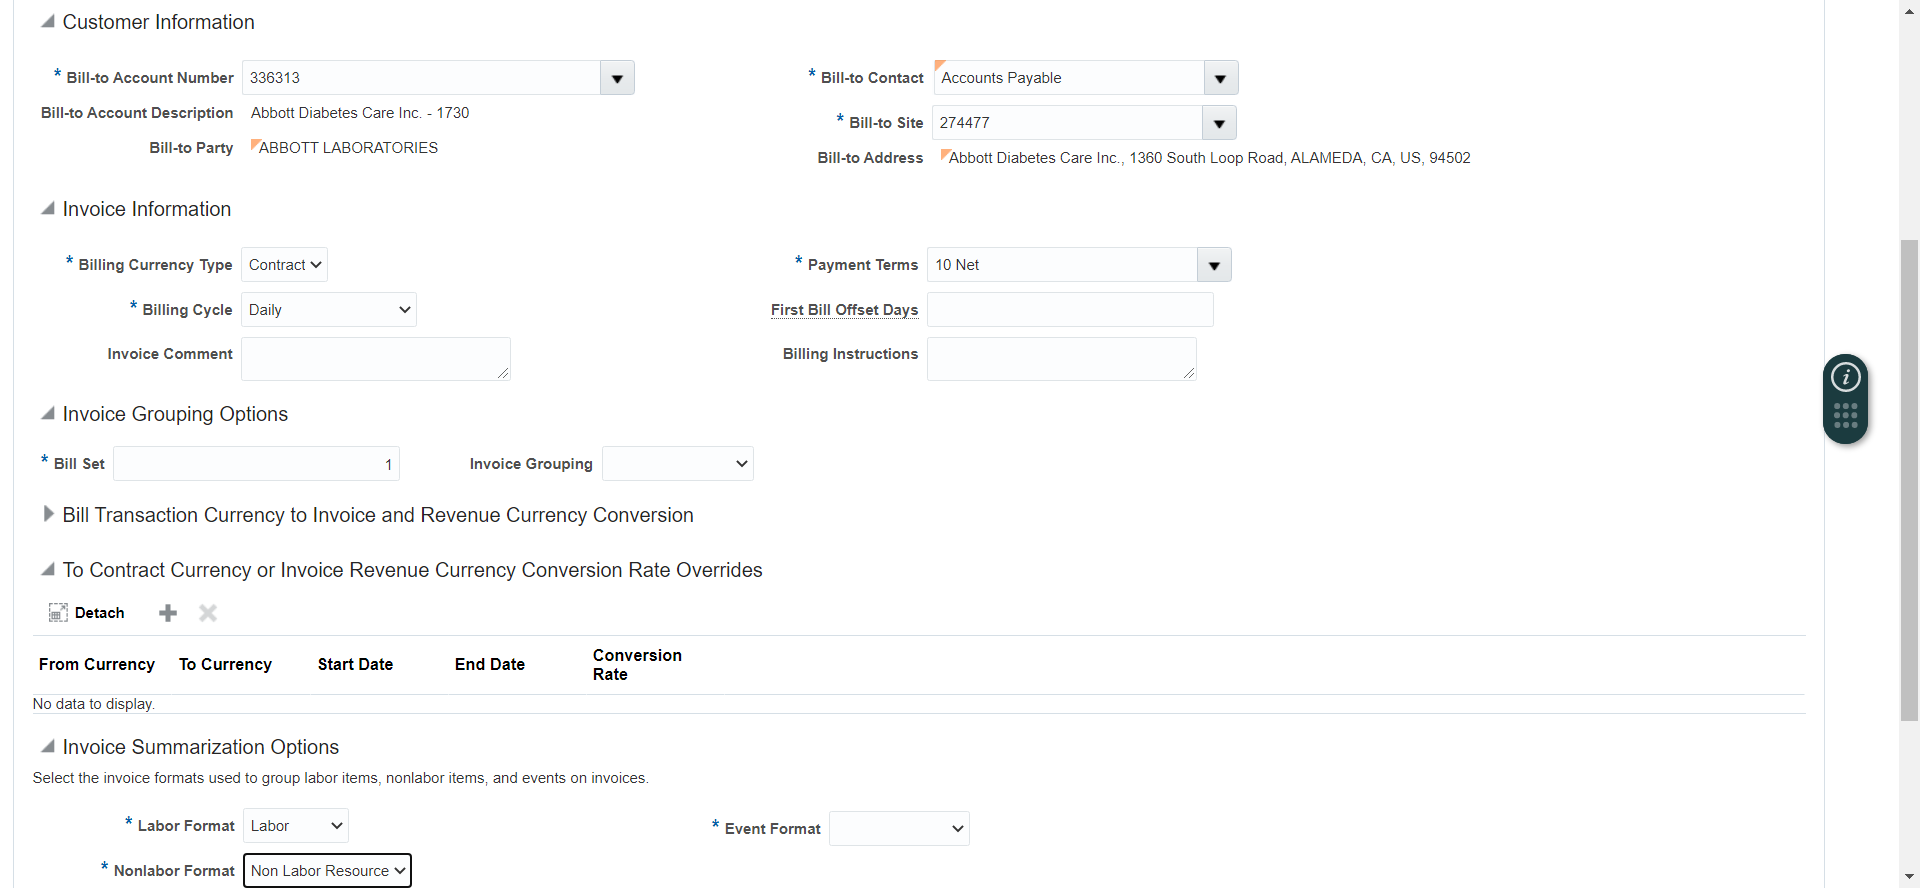 Customer Information
* Bill-to Account Number 336313
* Bill-to Contact Accounts Payable
Bill-to Account Description Abbott Diabetes Care Inc. - 1730
* Bill-to Site 274477
Bill-to Party ABBOTT LABORATORIES
Bill-to Address Abbott Diabetes Care Inc., 1360 South Loop Road, ALAMEDA, CA, US, 94502
Invoice Information
* Billing Currency Type Contract
* Payment Terms 10 Net
* Billing Cycle Daily
First Bill Offset Days
Invoice Comment
Billing Instructions
Invoice Grouping Options
* Bill Set 1
Invoice Grouping
Bill Transaction Currency to Invoice and Revenue Currency Conversion
To Contract Currency or Invoice Revenue Currency Conversion Rate Overrides
Detach
From Currency To Currency Start Date End Date Conversion
Rate
No data to display.
Invoice Summarization Options
Select the invoice formats used to group labor items, nonlabor items, and events on invoices.
* Labor Format Labor
* Event Format
* Nonlabor Format Non Labor Resource